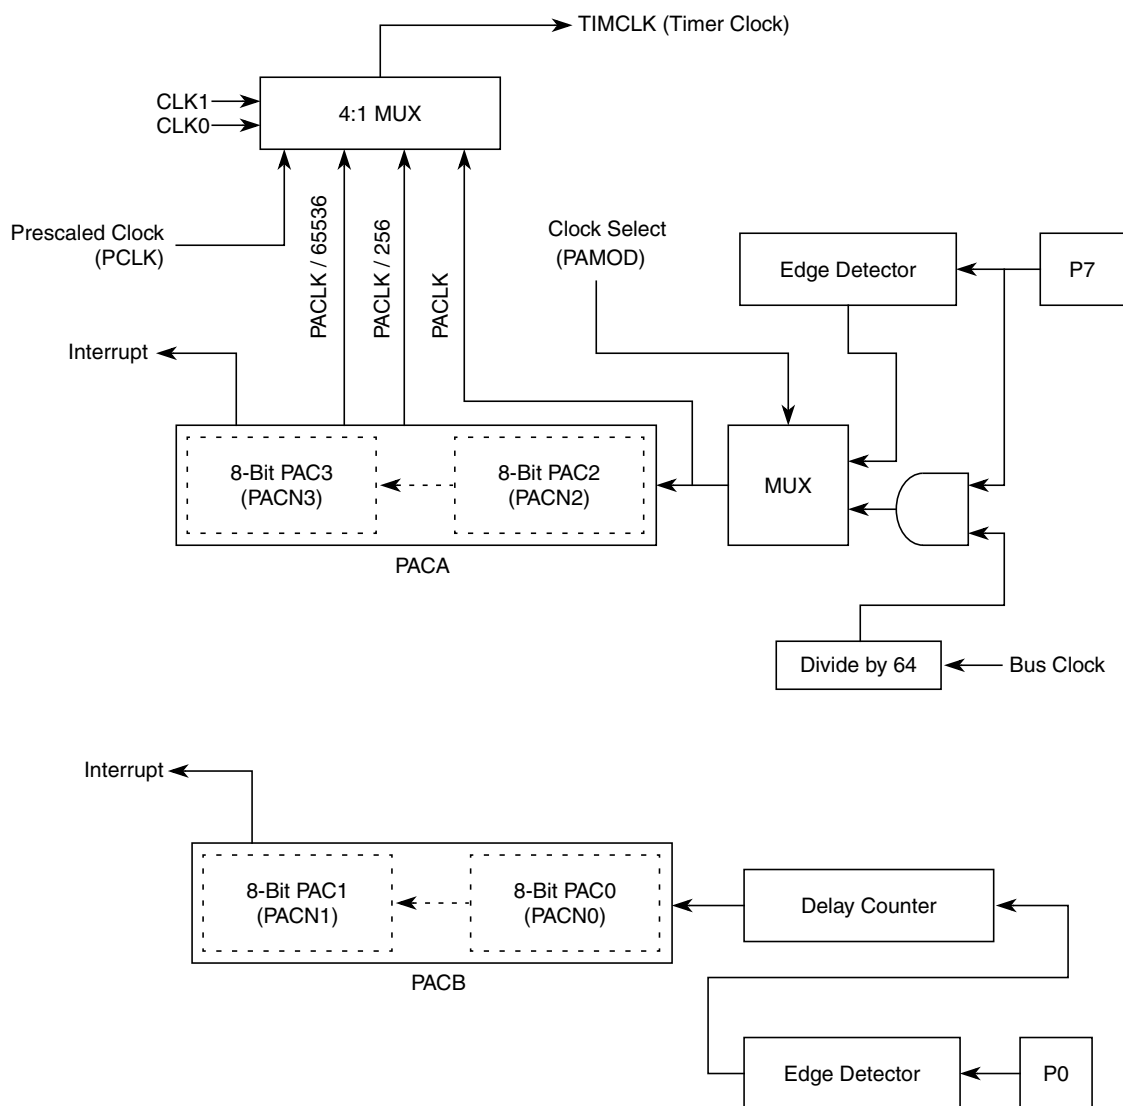 TIMCLK (Timer Clock)
CLK1
CLK0
4:1 MUX
Prescaled Clock
(PCLK)
PACLK / 65536
PACLK / 256
PACLK
Clock Select
(PAMOD)
Edge Detector
P7
Interrupt
8-Bit PAC3
(PACN3)
8-Bit PAC2
(PACN2)
MUX
PACA
Divide by 64
Bus Clock
Interrupt
8-Bit PAC1
(PACN1)
8-Bit PAC0
(PACN0)
Delay Counter
PACB
Edge Detector
P0